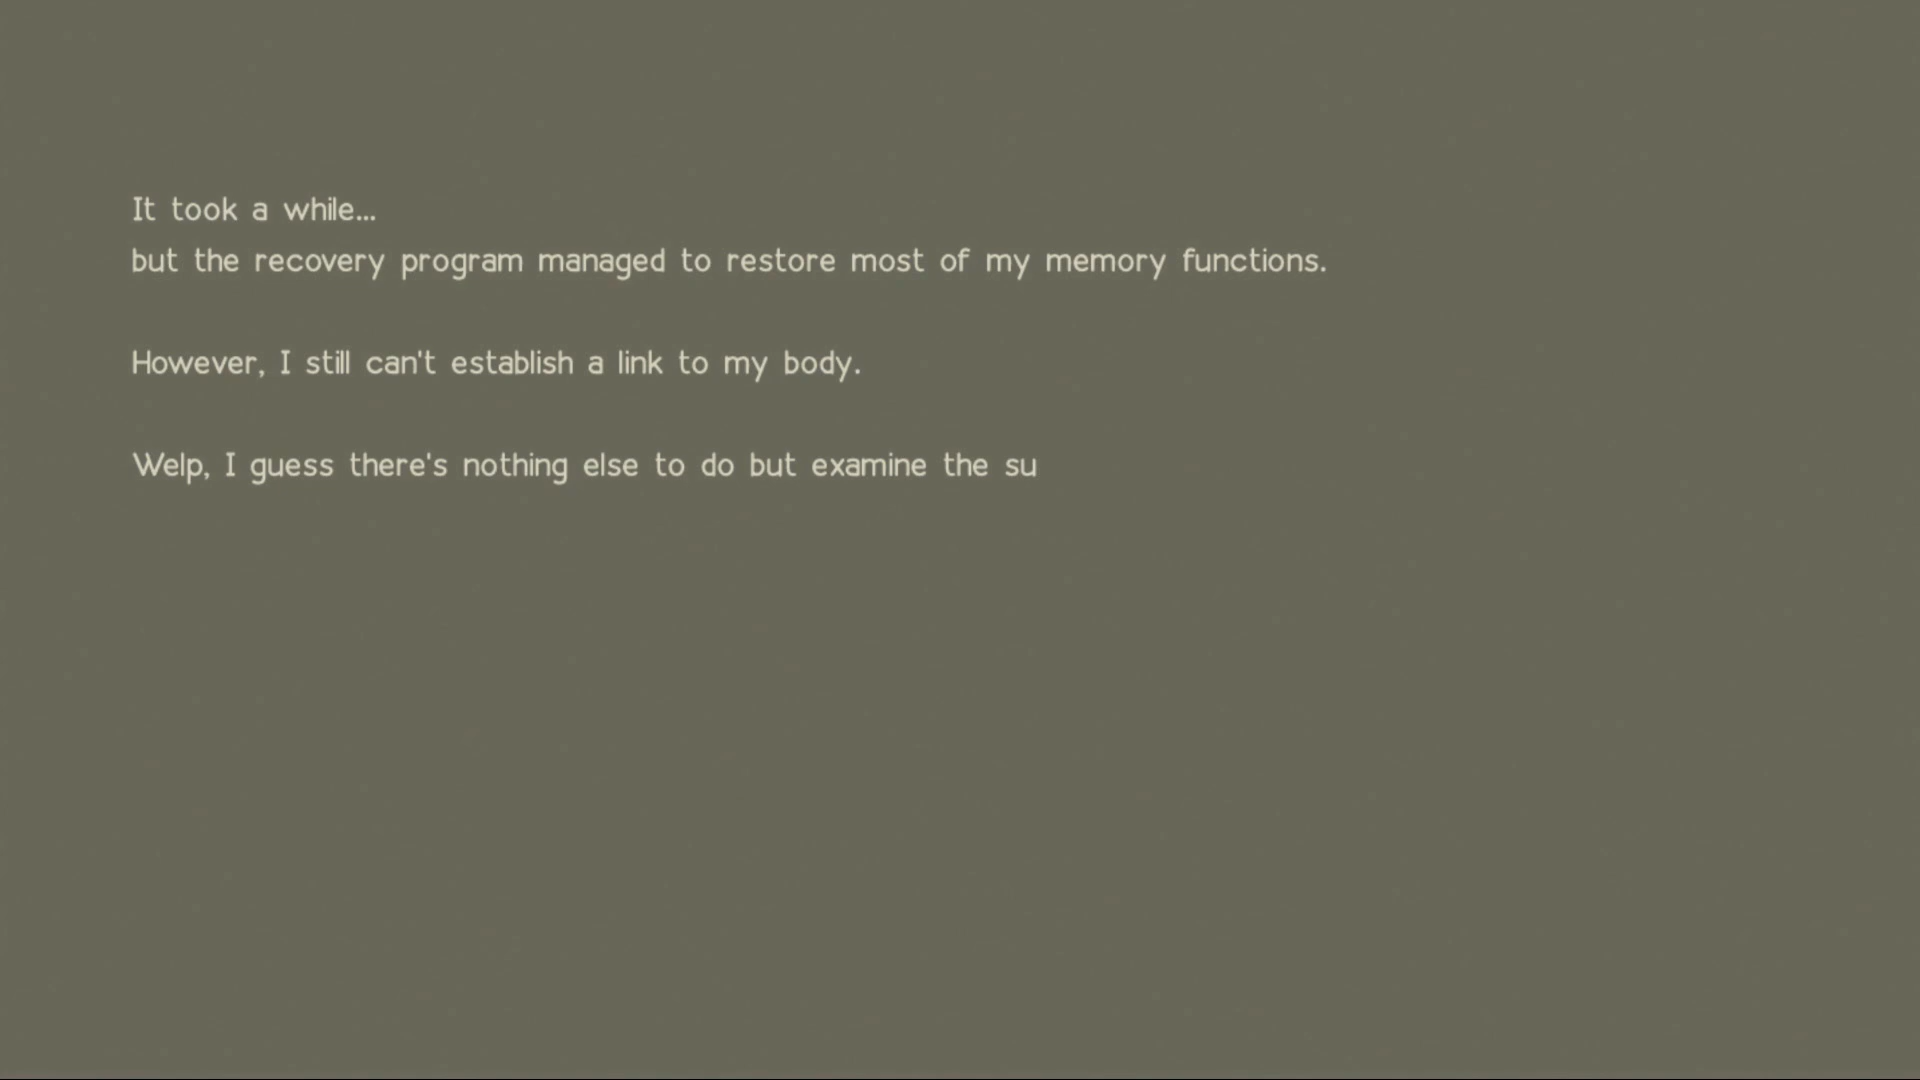 It took a while...
but the recovery program managed to restore most of my memory functions.
However, I still can't establish a link to my body.
Welp, I guess there's nothing else to do but examine the su